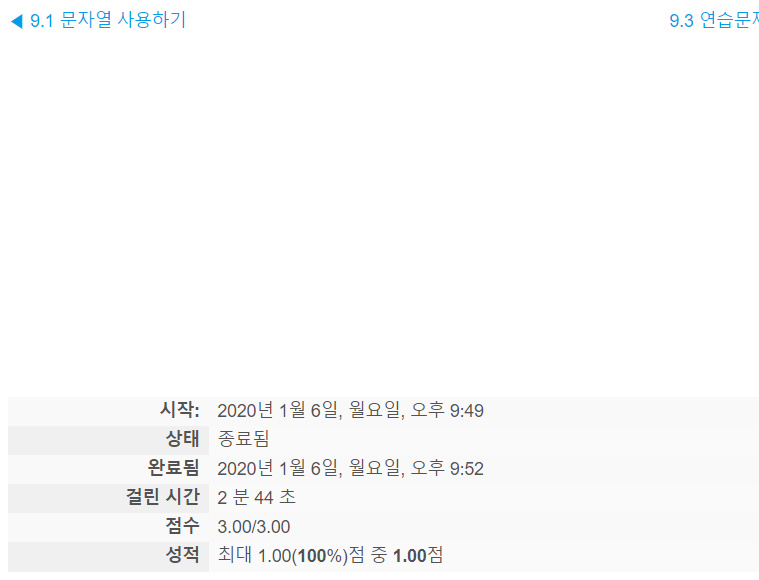 ◀ 9.1 문자열 사용하기
9.3 연습문
시작: 2020년 1월 6일, 월요일, 오후 9:49
상태 종료됨
완료됨 2020년 1월 6일, 월요일, 오후 9:52
걸린 시간 2 분 44 초
점수 3.00/3.00
성적 최대 1.00(100%)점 중 1.00점